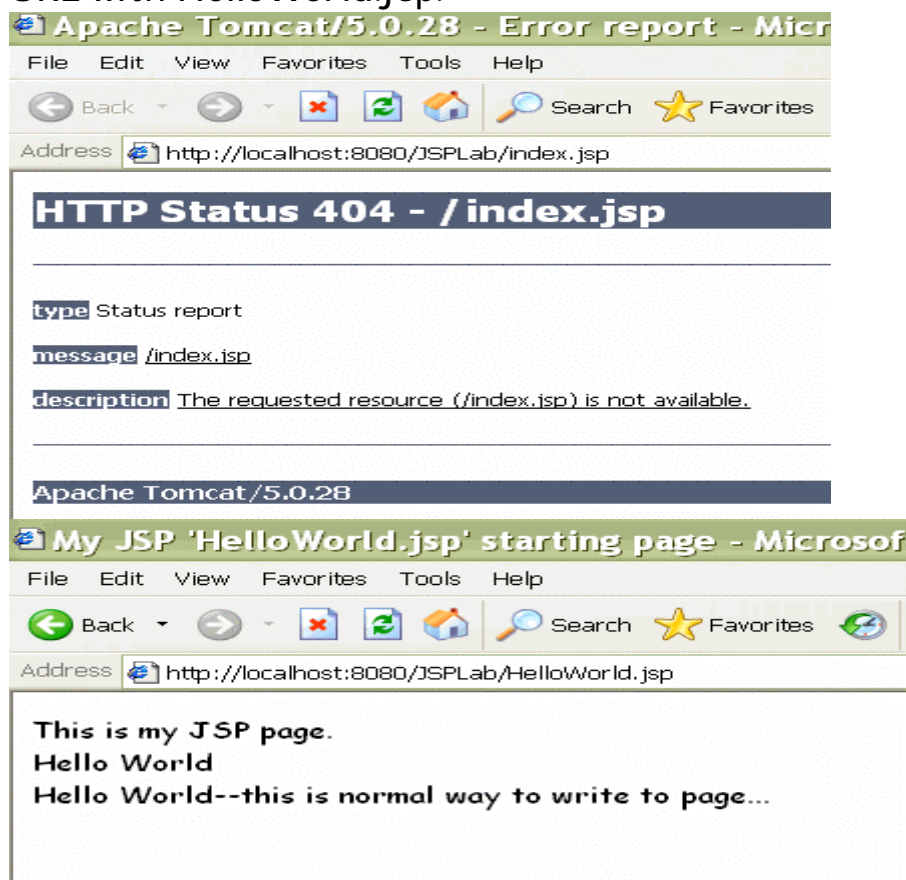 URL with HelloWorld.jsp.
Apache Tomcat/5.0.28 - Error report - Micr
File Edit View Favorites Tools Help
Back Search Favorites
Address http://localhost:8080/JSPLab/index.jsp
HTTP Status 404 - /index.jsp
type Status report
message /index.jsp
description The requested resource (/index.jsp) is not available.
Apache Tomcat/5.0.28
My JSP 'HelloWorld.jsp' starting page - Microsof
File Edit View Favorites Tools Help
Back Search Favorites
Address http://localhost:8080/JSPLab/HelloWorld.jsp
This is my JSP page.
Hello World
Hello World--this is normal way to write to page...